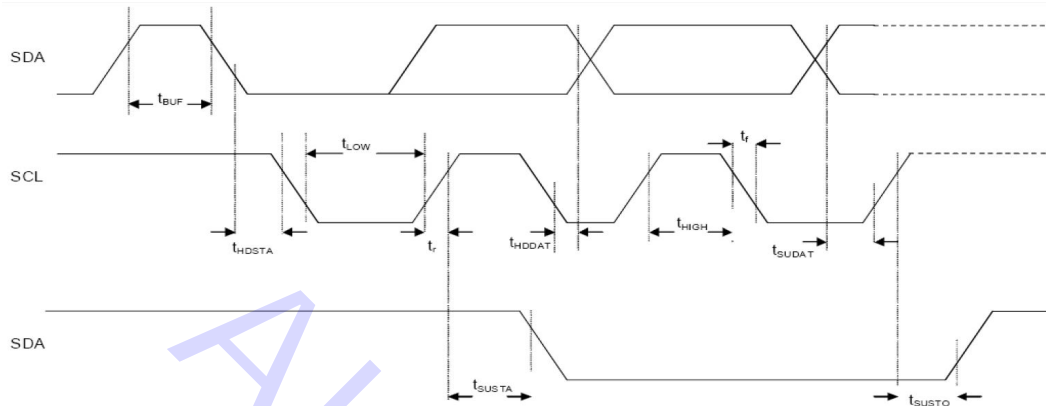 SDA
tBUF
tLOW
tf
SCL
tHDSTA
tr
tHDDAT
tHIGH
tSUDAT
SDA
tSUSTA
tSUSTO